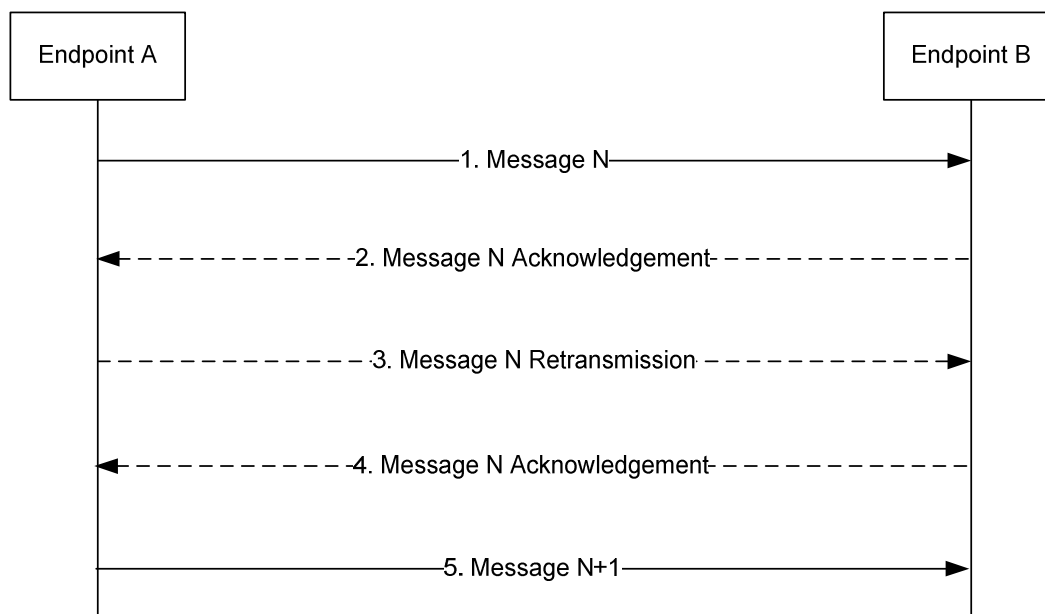 Endpoint A
Endpoint B
1. Message N
2. Message N Acknowledgement
3. Message N Retransmission
4. Message N Acknowledgement
5. Message N+1